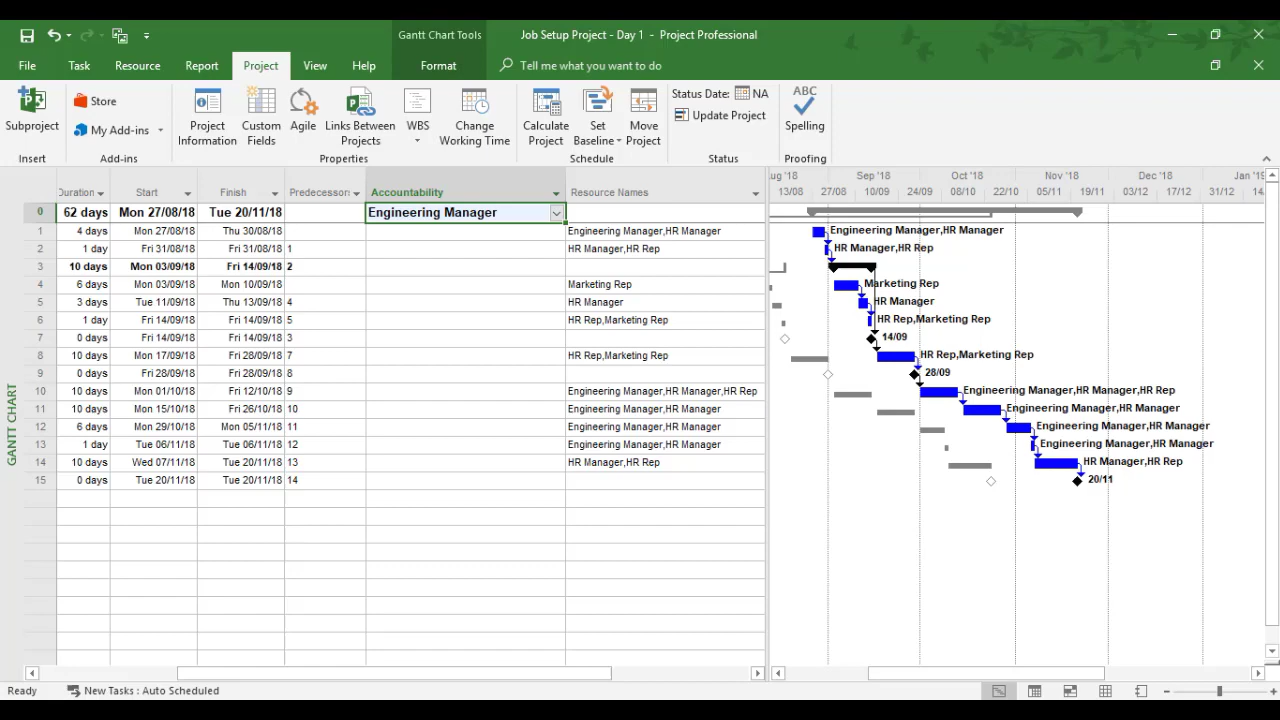 Gantt Chart Tools
Job Setup Project - Day 1 - Project Professional
File Task Resource Report Project View Help Format Tell me what you want to do
Subproject
Insert
Store
My Add-ins
Add-ins
Project Information
Custom Fields
Agile
Links Between Projects
WBS
Change Working Time
Properties
Calculate Project
Set Baseline
Move Project
Schedule
Status Date: NA
Update Project
Status
ABC
Spelling
Proofing
Duration Start Finish Predecessors Accountability Resource Names
0 62 days Mon 27/08/18 Tue 20/11/18 Engineering Manager
1 4 days Mon 27/08/18 Thu 30/08/18 Engineering Manager,HR Manager
2 1 day Fri 31/08/18 Fri 31/08/18 1 HR Manager,HR Rep
3 10 days Mon 03/09/18 Fri 14/09/18 2
4 6 days Mon 03/09/18 Mon 10/09/18 Marketing Rep
5 3 days Tue 11/09/18 Thu 13/09/18 4 HR Manager
6 1 day Fri 14/09/18 Fri 14/09/18 5 HR Rep,Marketing Rep
7 0 days Fri 14/09/18 Fri 14/09/18 3
8 10 days Mon 17/09/18 Fri 28/09/18 7 HR Rep,Marketing Rep
9 0 days Fri 28/09/18 Fri 28/09/18 8
10 10 days Mon 01/10/18 Fri 12/10/18 9 Engineering Manager,HR Manager,HR Rep
11 10 days Mon 15/10/18 Fri 26/10/18 10 Engineering Manager,HR Manager
12 6 days Mon 29/10/18 Mon 05/11/18 11 Engineering Manager,HR Manager
13 1 day Tue 06/11/18 Tue 06/11/18 12 Engineering Manager,HR Manager
14 10 days Wed 07/11/18 Tue 20/11/18 13 HR Manager,HR Rep
15 0 days Tue 20/11/18 Tue 20/11/18 14
GANTT CHART
ug '18 Sep '18 Oct '18 Nov '18 Dec '18 Jan '19
13/08 27/08 10/09 24/09 08/10 22/10 05/11 19/11 03/12 17/12 31/12 14
Engineering Manager,HR Manager
HR Manager,HR Rep
Marketing Rep
HR Manager
HR Rep,Marketing Rep
14/09
HR Rep,Marketing Rep
28/09
Engineering Manager,HR Manager,HR Rep
Engineering Manager,HR Manager
Engineering Manager,HR Manager
Engineering Manager,HR Manager
HR Manager,HR Rep
20/11
Ready New Tasks : Auto Scheduled